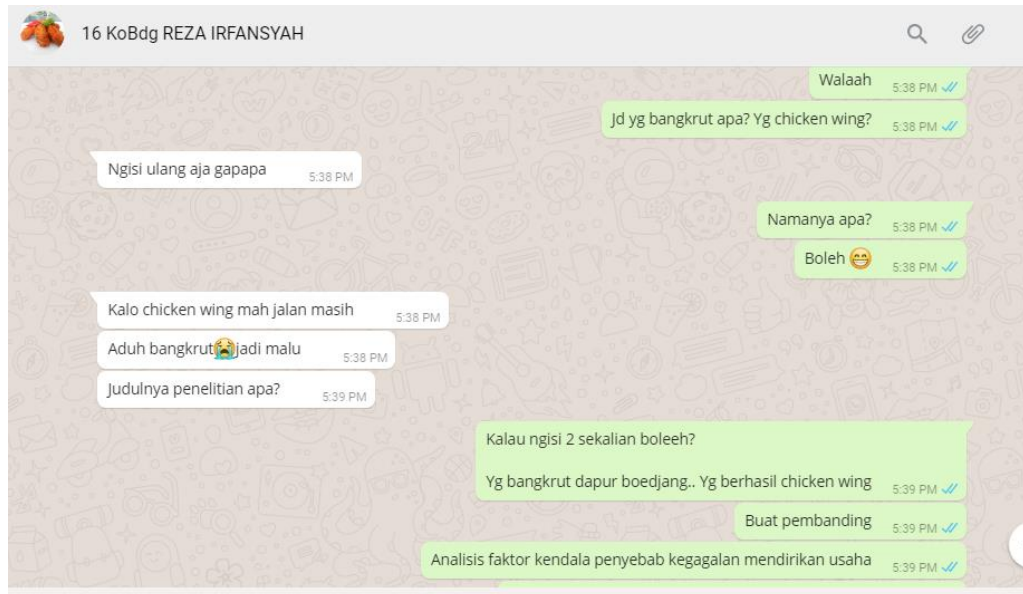 16 KoBdg REZA IRFANSYAH
Walaah 5:38 PM
Jd yg bangkrut apa? Yg chicken wing? 5:38 PM
Ngisi ulang aja gapapa 5:38 PM
Namanya apa? 5:38 PM
Boleh 😁 5:38 PM
Kalo chicken wing mah jalan masih 5:38 PM
Aduh bangkrut😭jadi malu 5:38 PM
Judulnya penelitian apa? 5:39 PM
Kalau ngisi 2 sekalian boleeh?
Yg bangkrut dapur boedjang.. Yg berhasil chicken wing 5:39 PM
Buat pembanding 5:39 PM
Analisis faktor kendala penyebab kegagalan mendirikan usaha 5:39 PM